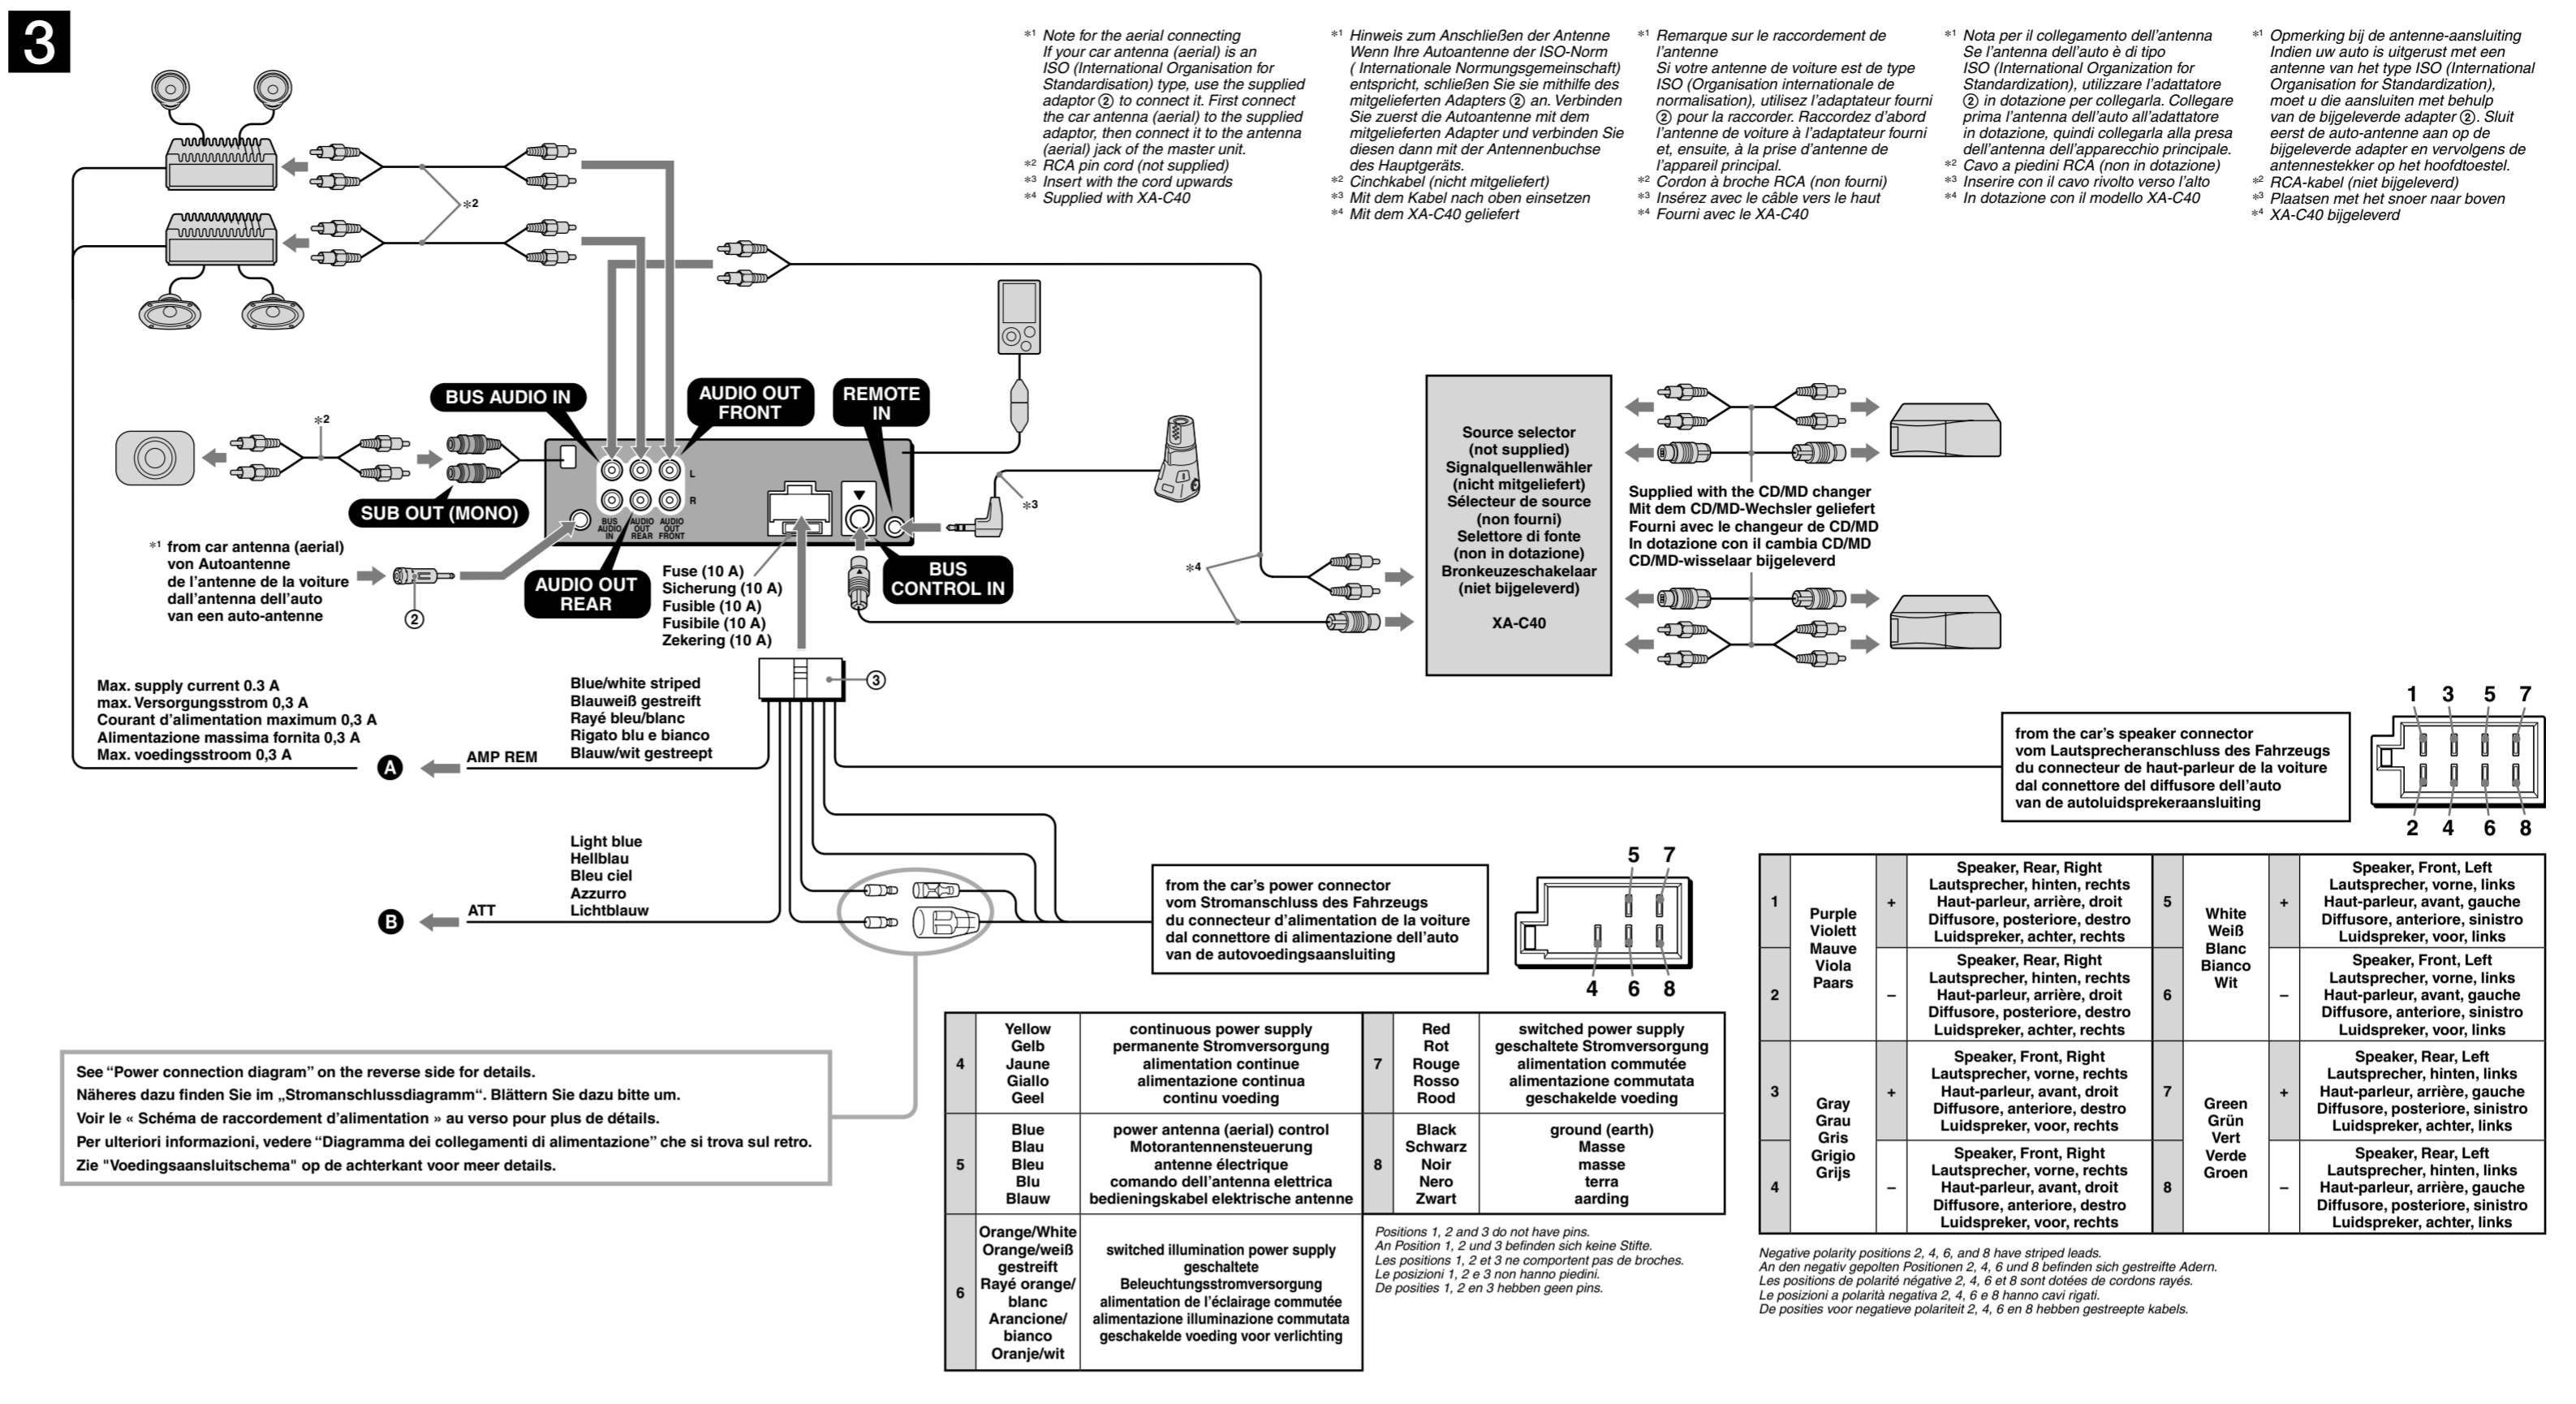 3
*1 Note for the aerial connecting
If your car antenna (aerial) is an
ISO (International Organisation for
Standardisation) type, use the supplied
adaptor ② to connect it. First connect
the car antenna (aerial) to the supplied
adaptor, then connect it to the antenna
(aerial) jack of the master unit.
*2 RCA pin cord (not supplied)
*3 Insert with the cord upwards
*4 Supplied with XA-C40
*1 Hinweis zum Anschließen der Antenne
Wenn Ihre Autoantenne der ISO-Norm
( Internationale Normungsgemeinschaft)
entspricht, schließen Sie sie mithilfe des
mitgelieferten Adapters ② an. Verbinden
Sie zuerst die Autoantenne mit dem
mitgelieferten Adapter und verbinden Sie
diesen dann mit der Antennenbuchse
des Hauptgeräts.
*2 Cinchkabel (nicht mitgeliefert)
*3 Mit dem Kabel nach oben einsetzen
*4 Mit dem XA-C40 geliefert
*1 Remarque sur le raccordement de
l'antenne
Si votre antenne de voiture est de type
ISO (Organisation internationale de
normalisation), utilisez l'adaptateur fourni
② pour la raccorder. Raccordez d'abord
l'antenne de voiture à l'adaptateur fourni
et, ensuite, à la prise d'antenne de
l'appareil principal.
*2 Cordon à broche RCA (non fourni)
*3 Insérez avec le câble vers le haut
*4 Fourni avec le XA-C40
*1 Nota per il collegamento dell'antenna
Se l'antenna dell'auto è di tipo
ISO (International Organization for
Standardization), utilizzare l'adattatore
② in dotazione per collegarla. Collegare
prima l'antenna dell'auto all'adattatore
in dotazione, quindi collegarla alla presa
dell'antenna dell'apparecchio principale.
*2 Cavo a piedini RCA (non in dotazione)
*3 Inserire con il cavo rivolto verso l'alto
*4 In dotazione con il modello XA-C40
*1 Opmerking bij de antenne-aansluiting
Indien uw auto is uitgerust met een
antenne van het type ISO (International
Organisation for Standardization),
moet u die aansluiten met behulp
van de bijgeleverde adapter ②. Sluit
eerst de auto-antenne aan op de
bijgeleverde adapter en vervolgens de
antennestekker op het hoofdtoestel.
*2 RCA-kabel (niet bijgeleverd)
*3 Plaatsen met het snoer naar boven
*4 XA-C40 bijgeleverd
*2
BUS AUDIO IN
AUDIO OUT
FRONT
REMOTE
IN
*2
SUB OUT (MONO)
L
R
BUS
AUDIO
IN
AUDIO
OUT
REAR
AUDIO
OUT
FRONT
*3
*1 from car antenna (aerial)
von Autoantenne
de l'antenne de la voiture
dall'antenna dell'auto
van een auto-antenne
②
AUDIO OUT
REAR
Fuse (10 A)
Sicherung (10 A)
Fusible (10 A)
Fusibile (10 A)
Zekering (10 A)
BUS
CONTROL IN
*4
Source selector
(not supplied)
Signalquellenwähler
(nicht mitgeliefert)
Sélecteur de source
(non fourni)
Selettore di fonte
(non in dotazione)
Bronkeuzeschakelaar
(niet bijgeleverd)
XA-C40
Supplied with the CD/MD changer
Mit dem CD/MD-Wechsler geliefert
Fourni avec le changeur de CD/MD
In dotazione con il cambia CD/MD
CD/MD-wisselaar bijgeleverd
③
Max. supply current 0.3 A
max. Versorgungsstrom 0,3 A
Courant d'alimentation maximum 0,3 A
Alimentazione massima fornita 0,3 A
Max. voedingsstroom 0,3 A
A
AMP REM
Blue/white striped
Blauweiß gestreift
Rayé bleu/blanc
Rigato blu e bianco
Blauw/wit gestreept
B
ATT
Light blue
Hellblau
Bleu ciel
Azzurro
Lichtblauw
from the car's speaker connector
vom Lautsprecheranschluss des Fahrzeugs
du connecteur de haut-parleur de la voiture
dal connettore del diffusore dell'auto
van de autoluidsprekeraansluiting
1 3 5 7
2 4 6 8
from the car's power connector
vom Stromanschluss des Fahrzeugs
du connecteur d'alimentation de la voiture
dal connettore di alimentazione dell'auto
van de autovoedingsaansluiting
5 7
4 6 8
See “Power connection diagram” on the reverse side for details.
Näheres dazu finden Sie im „Stromanschlussdiagramm“. Blättern Sie dazu bitte um.
Voir le « Schéma de raccordement d'alimentation » au verso pour plus de détails.
Per ulteriori informazioni, vedere “Diagramma dei collegamenti di alimentazione” che si trova sul retro.
Zie "Voedingsaansluitschema" op de achterkant voor meer details.
4
Yellow
Gelb
Jaune
Giallo
Geel
continuous power supply
permanente Stromversorgung
alimentation continue
alimentazione continua
continu voeding
5
Blue
Blau
Bleu
Blu
Blauw
power antenna (aerial) control
Motorantennensteuerung
antenne électrique
comando dell'antenna elettrica
bedieningskabel elektrische antenne
6
Orange/White
Orange/weiß
gestreift
Rayé orange/
blanc
Arancione/
bianco
Oranje/wit
switched illumination power supply
geschaltete
Beleuchtungsstromversorgung
alimentation de l'éclairage commutée
alimentazione illuminazione commutata
geschakelde voeding voor verlichting
7
Red
Rot
Rouge
Rosso
Rood
switched power supply
geschaltete Stromversorgung
alimentation commutée
alimentazione commutata
geschakelde voeding
8
Black
Schwarz
Noir
Nero
Zwart
ground (earth)
Masse
masse
terra
aarding
Positions 1, 2 and 3 do not have pins.
An Position 1, 2 und 3 befinden sich keine Stifte.
Les positions 1, 2 et 3 ne comportent pas de broches.
Le posizioni 1, 2 e 3 non hanno piedini.
De posities 1, 2 en 3 hebben geen pins.
1
Purple
Violett
Mauve
Viola
Paars
+
Speaker, Rear, Right
Lautsprecher, hinten, rechts
Haut-parleur, arrière, droit
Diffusore, posteriore, destro
Luidspreker, achter, rechts
2
–
Speaker, Rear, Right
Lautsprecher, hinten, rechts
Haut-parleur, arrière, droit
Diffusore, posteriore, destro
Luidspreker, achter, rechts
3
Gray
Grau
Gris
Grigio
Grijs
+
Speaker, Front, Right
Lautsprecher, vorne, rechts
Haut-parleur, avant, droit
Diffusore, anteriore, destro
Luidspreker, voor, rechts
4
–
Speaker, Front, Right
Lautsprecher, vorne, rechts
Haut-parleur, avant, droit
Diffusore, anteriore, destro
Luidspreker, voor, rechts
5
White
Weiß
Blanc
Bianco
Wit
+
Speaker, Front, Left
Lautsprecher, vorne, links
Haut-parleur, avant, gauche
Diffusore, anteriore, sinistro
Luidspreker, voor, links
6
–
Speaker, Front, Left
Lautsprecher, vorne, links
Haut-parleur, avant, gauche
Diffusore, anteriore, sinistro
Luidspreker, voor, links
7
Green
Grün
Vert
Verde
Groen
+
Speaker, Rear, Left
Lautsprecher, hinten, links
Haut-parleur, arrière, gauche
Diffusore, posteriore, sinistro
Luidspreker, achter, links
8
–
Speaker, Rear, Left
Lautsprecher, hinten, links
Haut-parleur, arrière, gauche
Diffusore, posteriore, sinistro
Luidspreker, achter, links
Negative polarity positions 2, 4, 6, and 8 have striped leads.
An den negativ gepolten Positionen 2, 4, 6 und 8 befinden sich gestreifte Adern.
Les positions de polarité négative 2, 4, 6 et 8 sont dotées de cordons rayés.
Le posizioni a polarità negativa 2, 4, 6 e 8 hanno cavi rigati.
De posities voor negatieve polariteit 2, 4, 6 en 8 hebben gestreepte kabels.